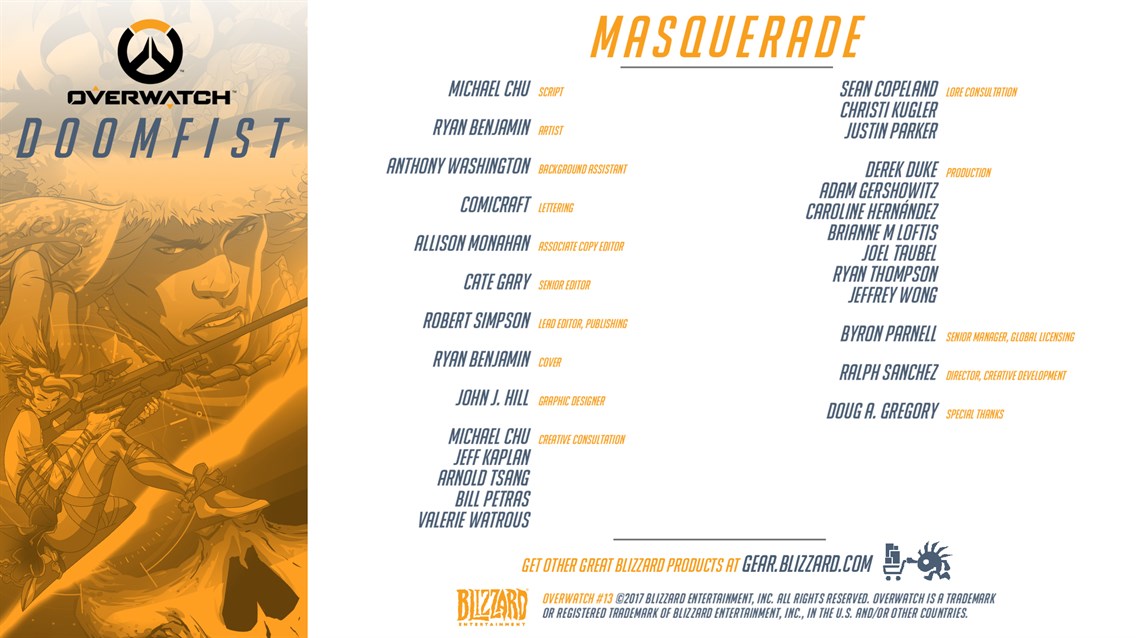 OVERWATCH™
DOOMFIST
MASQUERADE
MICHAEL CHU SCRIPT
RYAN BENJAMIN ARTIST
ANTHONY WASHINGTON BACKGROUND ASSISTANT
COMICRAFT LETTERING
ALLISON MONAHAN ASSOCIATE COPY EDITOR
CATE GARY SENIOR EDITOR
ROBERT SIMPSON LEAD EDITOR, PUBLISHING
RYAN BENJAMIN COVER
JOHN J. HILL GRAPHIC DESIGNER
MICHAEL CHU CREATIVE CONSULTATION
JEFF KAPLAN
ARNOLD TSANG
BILL PETRAS
VALERIE WATROUS
SEAN COPELAND LORE CONSULTATION
CHRISTI KUGLER
JUSTIN PARKER
DEREK DUKE PRODUCTION
ADAM GERSHOWITZ
CAROLINE HERNÁNDEZ
BRIANNE M LOFTIS
JOEL TAUBEL
RYAN THOMPSON
JEFFREY WONG
BYRON PARNELL SENIOR MANAGER, GLOBAL LICENSING
RALPH SANCHEZ DIRECTOR, CREATIVE DEVELOPMENT
DOUG A. GREGORY SPECIAL THANKS
GET OTHER GREAT BLIZZARD PRODUCTS AT GEAR.BLIZZARD.COM
BLIZZARD
ENTERTAINMENT
OVERWATCH #13 ©2017 BLIZZARD ENTERTAINMENT, INC. ALL RIGHTS RESERVED. OVERWATCH IS A TRADEMARK
OR REGISTERED TRADEMARK OF BLIZZARD ENTERTAINMENT, INC., IN THE U.S. AND/OR OTHER COUNTRIES.